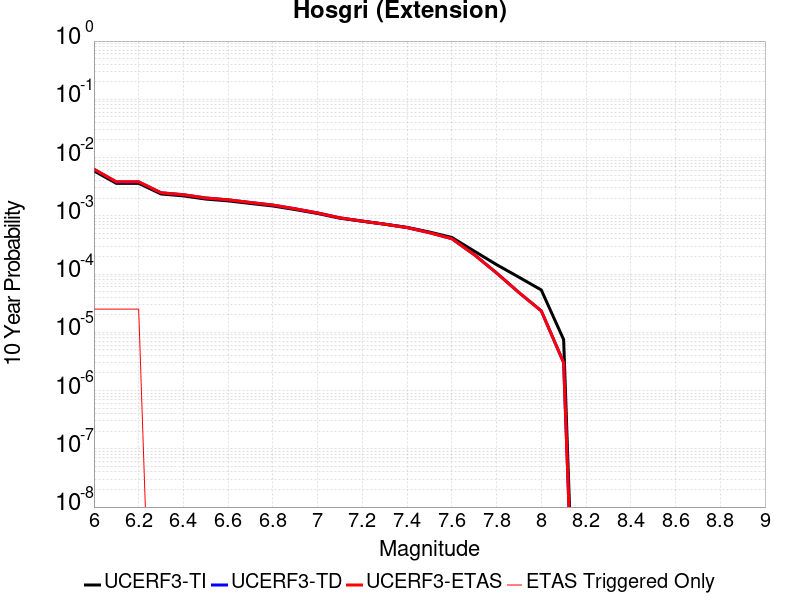 Hosgri (Extension)
10^0
10^-1
10^-2
10^-3
10^-4
10^-5
10^-6
10^-7
10^-8
10 Year Probability
6 6.2 6.4 6.6 6.8 7 7.2 7.4 7.6 7.8 8 8.2 8.4 8.6 8.8 9
Magnitude
UCERF3-TI UCERF3-TD UCERF3-ETAS ETAS Triggered Only